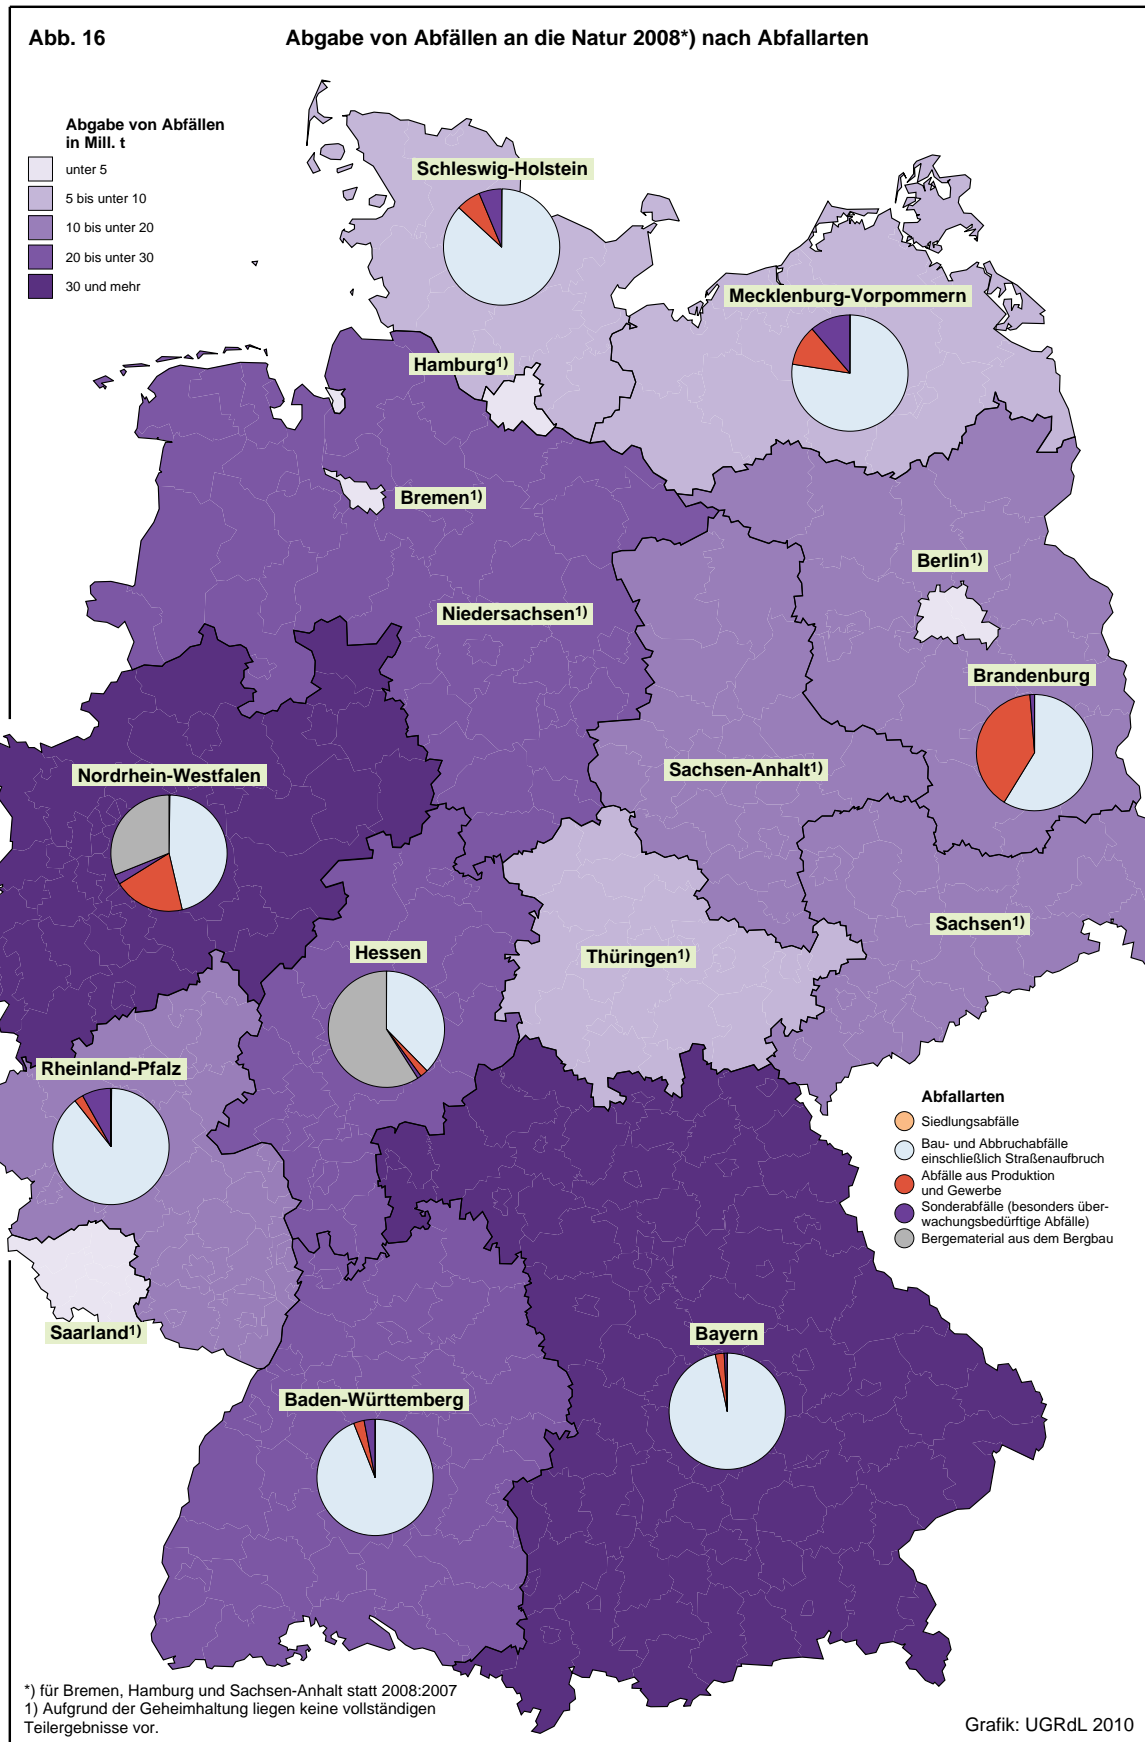 Abb. 16
Abgabe von Abfällen an die Natur 2008*) nach Abfallarten
Abgabe von Abfällen
in Mill. t
unter 5
5 bis unter 10
10 bis unter 20
20 bis unter 30
30 und mehr
Schleswig-Holstein
Mecklenburg-Vorpommern
Hamburg1)
Bremen1)
Berlin1)
Niedersachsen1)
Brandenburg
Sachsen-Anhalt1)
Nordrhein-Westfalen
Sachsen1)
Hessen
Thüringen1)
Rheinland-Pfalz
Abfallarten
Siedlungsabfälle
Bau- und Abbruchabfälle
einschließlich Straßenaufbruch
Abfälle aus Produktion
und Gewerbe
Sonderabfälle (besonders über-
wachungsbedürftige Abfälle)
Bergematerial aus dem Bergbau
Saarland1)
Bayern
Baden-Württemberg
*) für Bremen, Hamburg und Sachsen-Anhalt statt 2008:2007
1) Aufgrund der Geheimhaltung liegen keine vollständigen
Teilergebnisse vor.
Grafik: UGRdL 2010